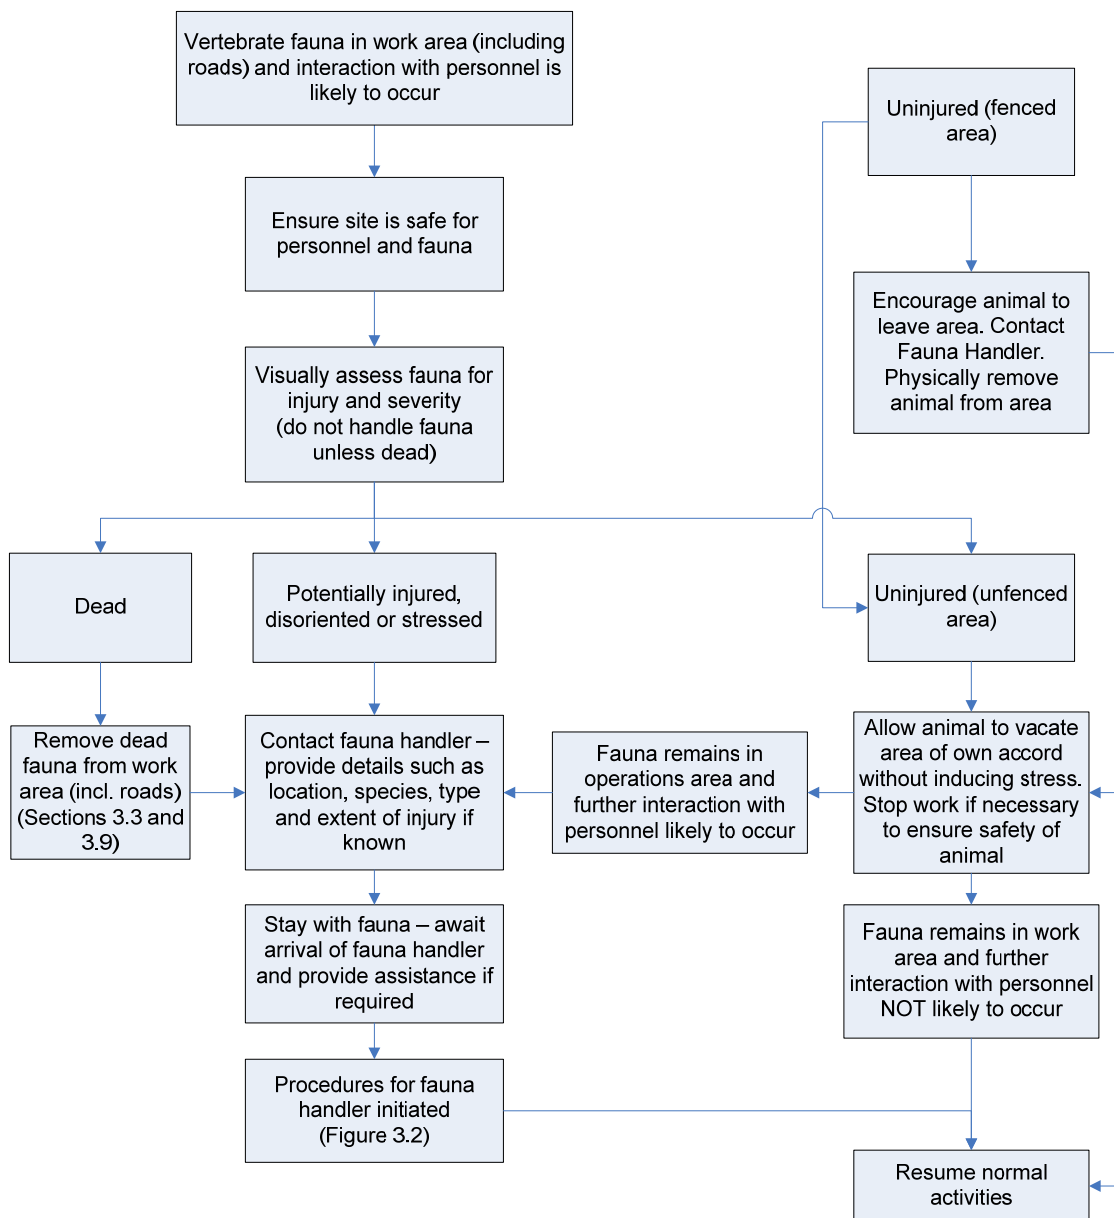 Vertebrate fauna in work area (including
roads) and interaction with personnel is
likely to occur
Uninjured (fenced
area)
Ensure site is safe for
personnel and fauna
Encourage animal to
leave area. Contact
Fauna Handler.
Physically remove
animal from area
Visually assess fauna for
injury and severity
(do not handle fauna
unless dead)
Dead
Potentially injured,
disoriented or stressed
Uninjured (unfenced
area)
Remove dead
fauna from work
area (incl. roads)
(Sections 3.3 and
3.9)
Contact fauna handler –
provide details such as
location, species, type
and extent of injury if
known
Fauna remains in
operations area and
further interaction with
personnel likely to occur
Allow animal to vacate
area of own accord
without inducing stress.
Stop work if necessary
to ensure safety of
animal
Stay with fauna – await
arrival of fauna handler
and provide assistance if
required
Fauna remains in work
area and further
interaction with personnel
NOT likely to occur
Procedures for fauna
handler initiated
(Figure 3.2)
Resume normal
activities